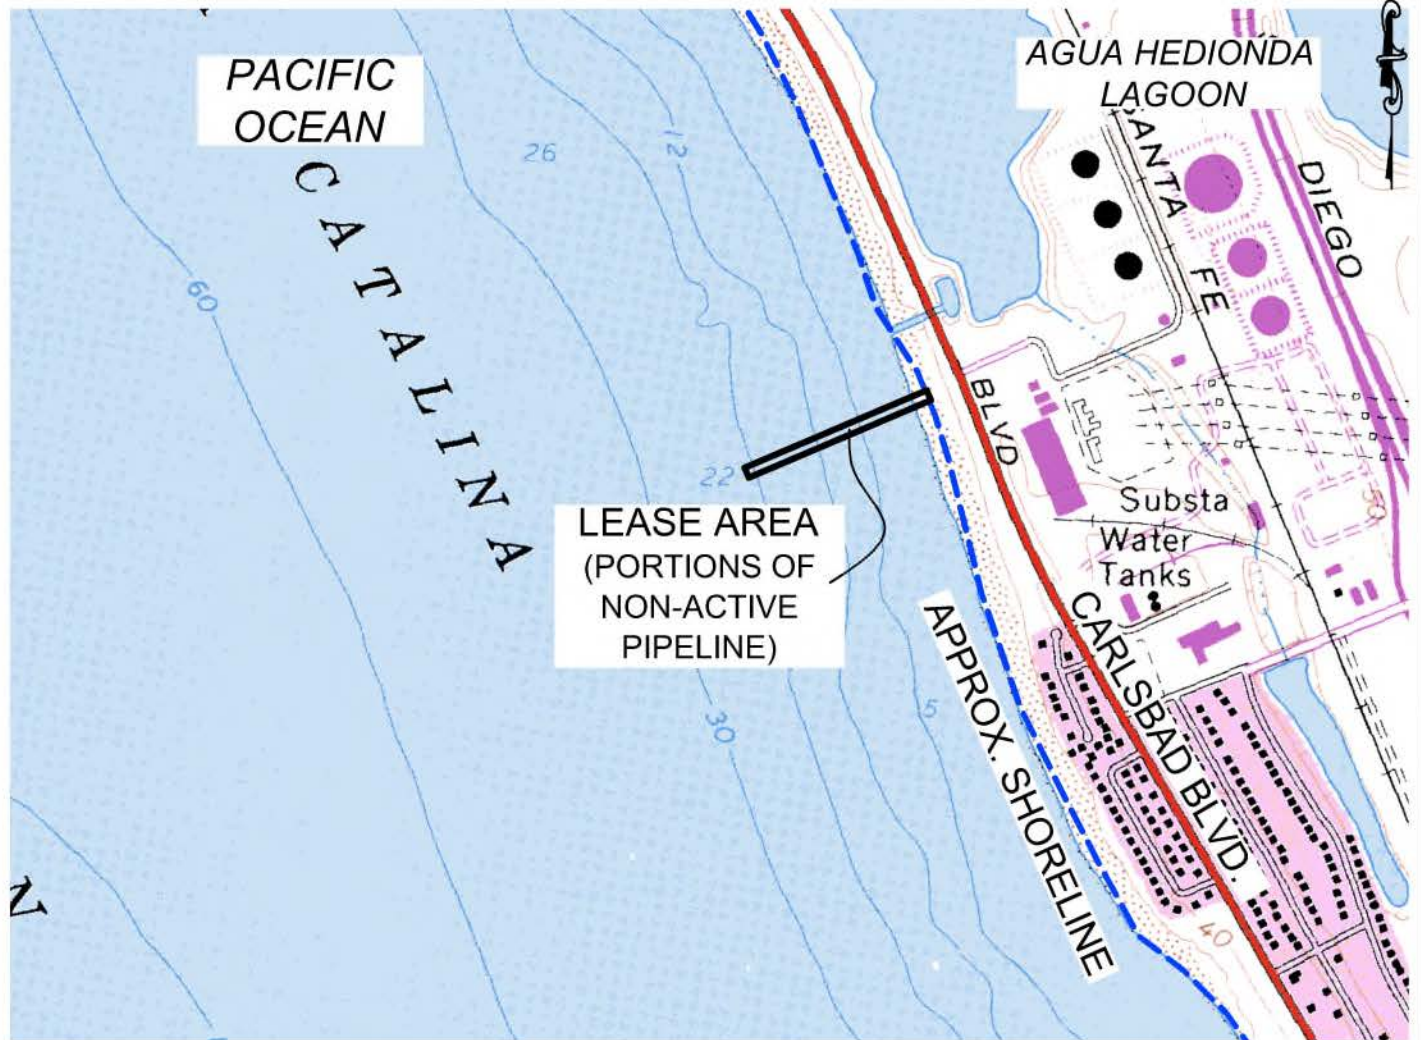 PACIFIC
OCEAN
AGUA HEDIONDA
LAGOON
CATALINA
26
12
60
SANTA FE
DIEGO
BLVD
22
LEASE AREA
(PORTIONS OF
NON-ACTIVE
PIPELINE)
Substa
Water
Tanks
50
CARLSBAD BLVD.
APPROX. SHORELINE
5
30
40
N